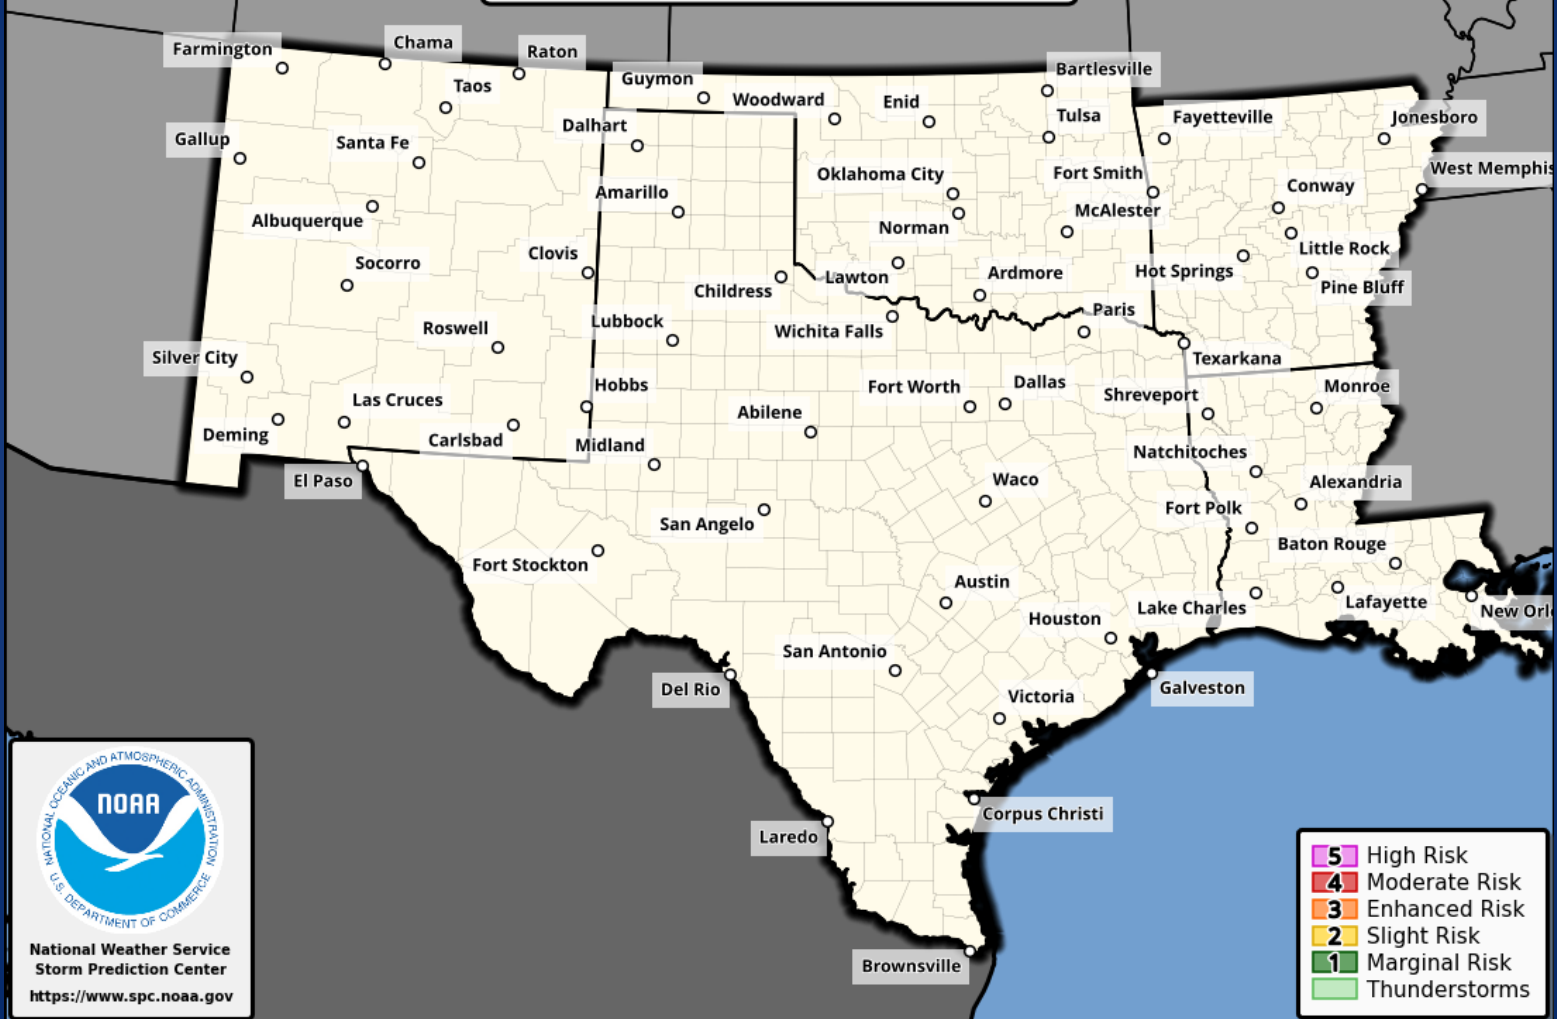 Farmington
Chama
Raton
Guymon
Bartlesville
Taos
Woodward
Enid
Tulsa
Fayetteville
Jonesboro
Gallup
Santa Fe
Dalhart
Oklahoma City
Fort Smith
West Memphis
Amarillo
Conway
Albuquerque
Norman
McAlester
Socorro
Clovis
Childress
Lawton
Ardmore
Hot Springs
Little Rock
Pine Bluff
Roswell
Lubbock
Wichita Falls
Paris
Silver City
Texarkana
Las Cruces
Hobbs
Abilene
Fort Worth
Dallas
Shreveport
Monroe
Deming
Carlsbad
Midland
Natchitoches
El Paso
San Angelo
Waco
Fort Polk
Alexandria
Fort Stockton
Baton Rouge
Austin
Houston
Lake Charles
Lafayette
New Orl
San Antonio
Del Rio
Victoria
Galveston
Corpus Christi
Laredo
Brownsville
NATIONAL OCEANIC AND ATMOSPHERIC ADMINISTRATION
NOAA
U.S. DEPARTMENT OF COMMERCE
National Weather Service
Storm Prediction Center
https://www.spc.noaa.gov
5 High Risk
4 Moderate Risk
3 Enhanced Risk
2 Slight Risk
1 Marginal Risk
Thunderstorms